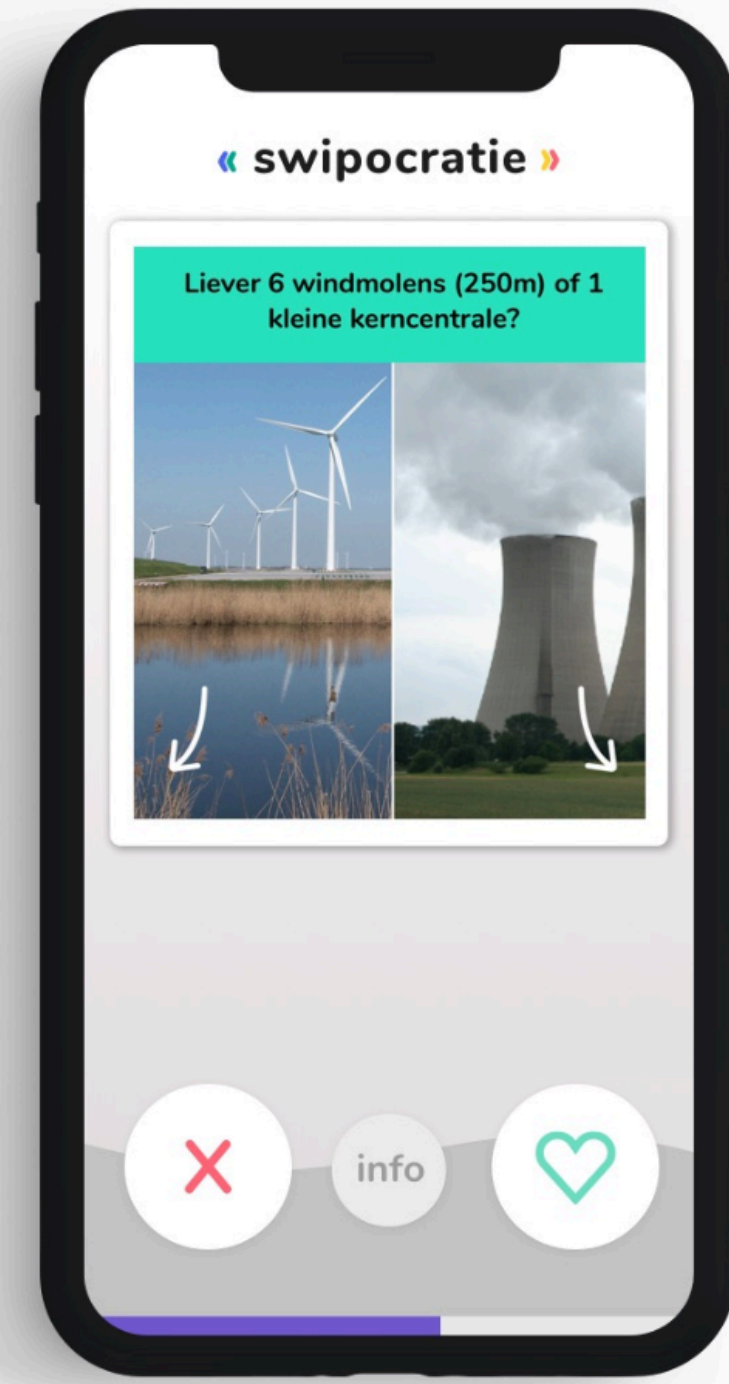 « swipocratie »
Liever 6 windmolens (250m) of 1
kleine kerncentrale?
info